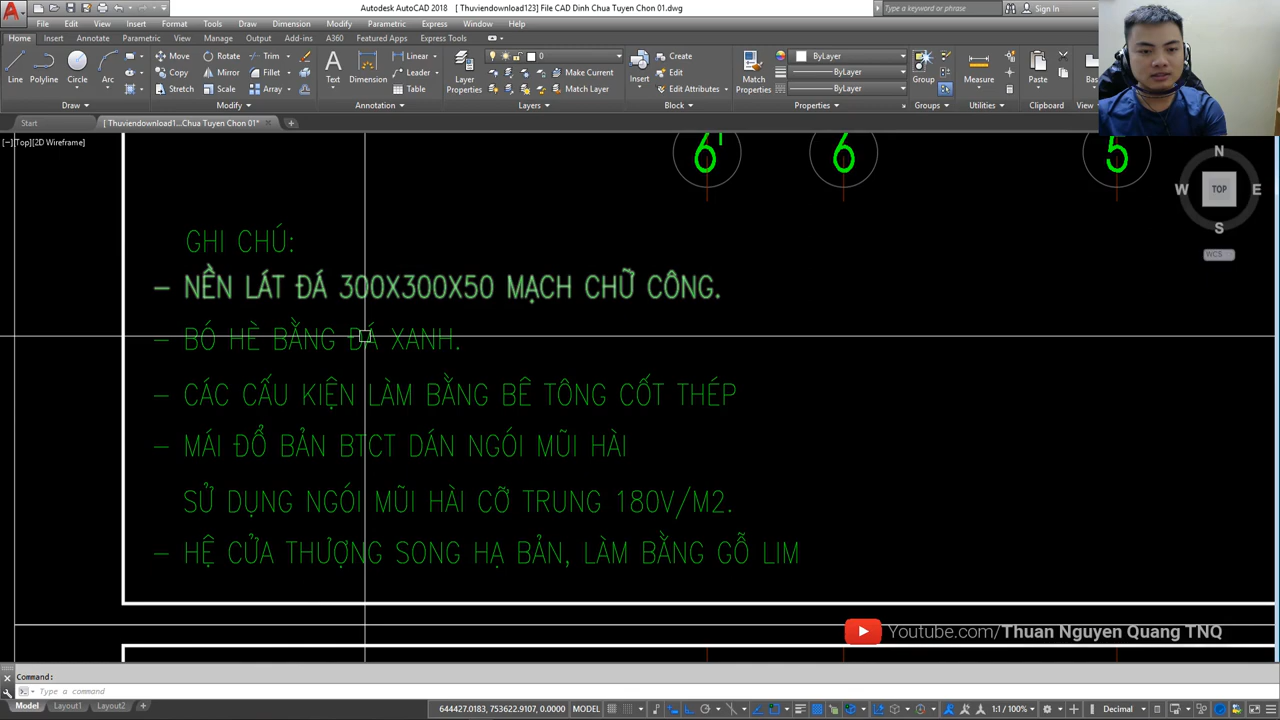 Autodesk AutoCAD 2018 [ Thuviendownload123] File CAD Dinh Chua Tuyen Chon 01.dwg
Type a keyword or phrase
Sign In
File Edit View Insert Format Tools Draw Dimension Modify Parametric Window Help Express
Home Insert Annotate Parametric View Manage Output Add-ins A360 Featured Apps Express Tools
Line Polyline Circle Arc
Move Rotate Trim
Copy Mirror Fillet
Stretch Scale Array
Text Dimension
Linear
Leader
Table
Layer Properties
0
Make Current
Match Layer
Insert
Create
Edit
Edit Attributes
Match Properties
ByLayer
ByLayer
ByLayer
Group
Measure
Paste
Bas
Draw Modify Annotation Layers Block Properties Groups Utilities Clipboard View
Start [ Thuviendownload1...Chua Tuyen Chon 01*
[−][Top][2D Wireframe]
6' 6 5
N
W TOP E
S
WCS
GHI CHÚ:
– NỀN LÁT ĐÁ 300X300X50 MẠCH CHỮ CÔNG.
– BÓ HÈ BẰNG ĐÁ XANH.
– CÁC CẤU KIỆN LÀM BẰNG BÊ TÔNG CỐT THÉP
– MÁI ĐỔ BẢN BTCT DÁN NGÓI MŨI HÀI
SỬ DỤNG NGÓI MŨI HÀI CỠ TRUNG 180V/M2.
– HỆ CỬA THƯỢNG SONG HẠ BẢN, LÀM BẰNG GỖ LIM
Youtube.com/Thuan Nguyen Quang TNQ
Command:
Type a command
Model Layout1 Layout2 +
644427.0183, 753622.9107, 0.0000 MODEL 1:1 / 100% Decimal